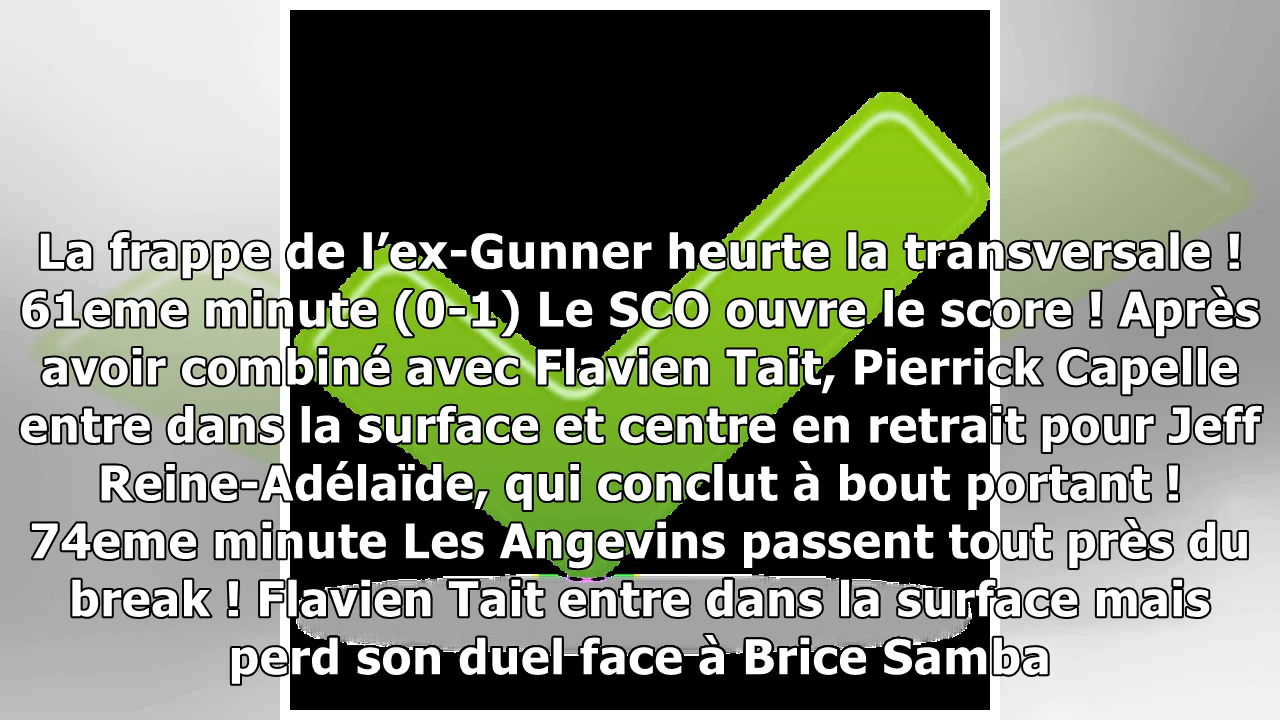 La frappe de l’ex-Gunner heurte la transversale !
61eme minute (0-1) Le SCO ouvre le score ! Après
avoir combiné avec Flavien Tait, Pierrick Capelle
entre dans la surface et centre en retrait pour Jeff
Reine-Adélaïde, qui conclut à bout portant !
74eme minute Les Angevins passent tout près du
break ! Flavien Tait entre dans la surface mais
perd son duel face à Brice Samba